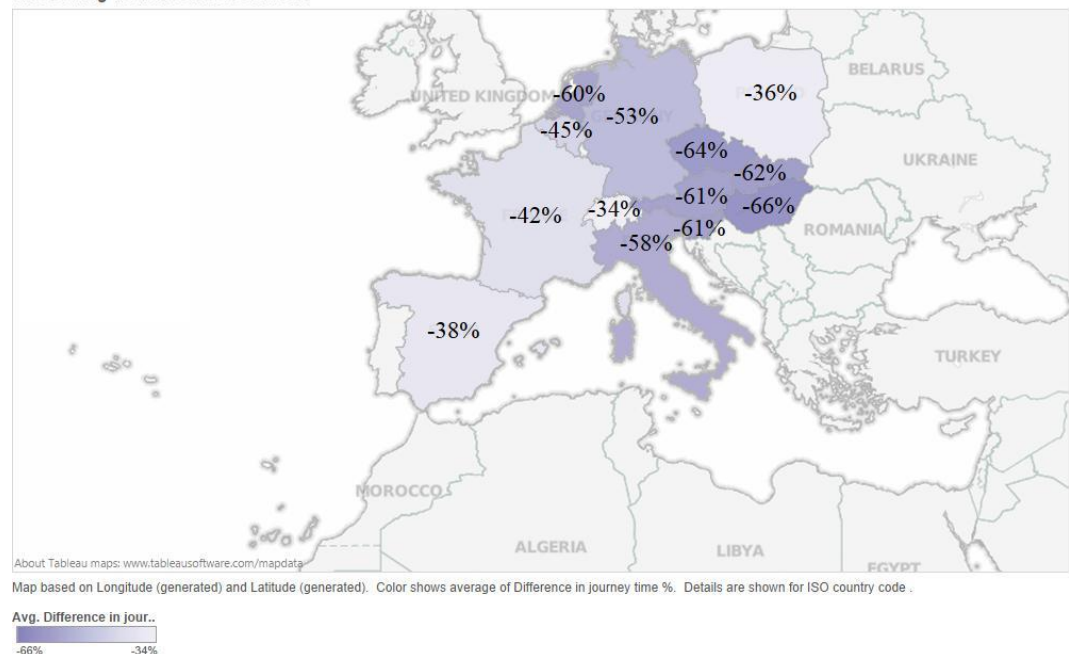 BELARUS
-36%
UNITED KINGDOM
-60%
-53%
-45%
-64%
UKRAINE
-62%
-61%
-42%
-34%
-66%
-61%
ROMANIA
-58%
-38%
TURKEY
MOROCCO
ALGERIA
LIBYA
EGYPT
About Tableau maps: www.tableausoftware.com/mapdata
Map based on Longitude (generated) and Latitude (generated). Color shows average of Difference in journey time %. Details are shown for ISO country code .
Avg. Difference in jour..
-66% -34%